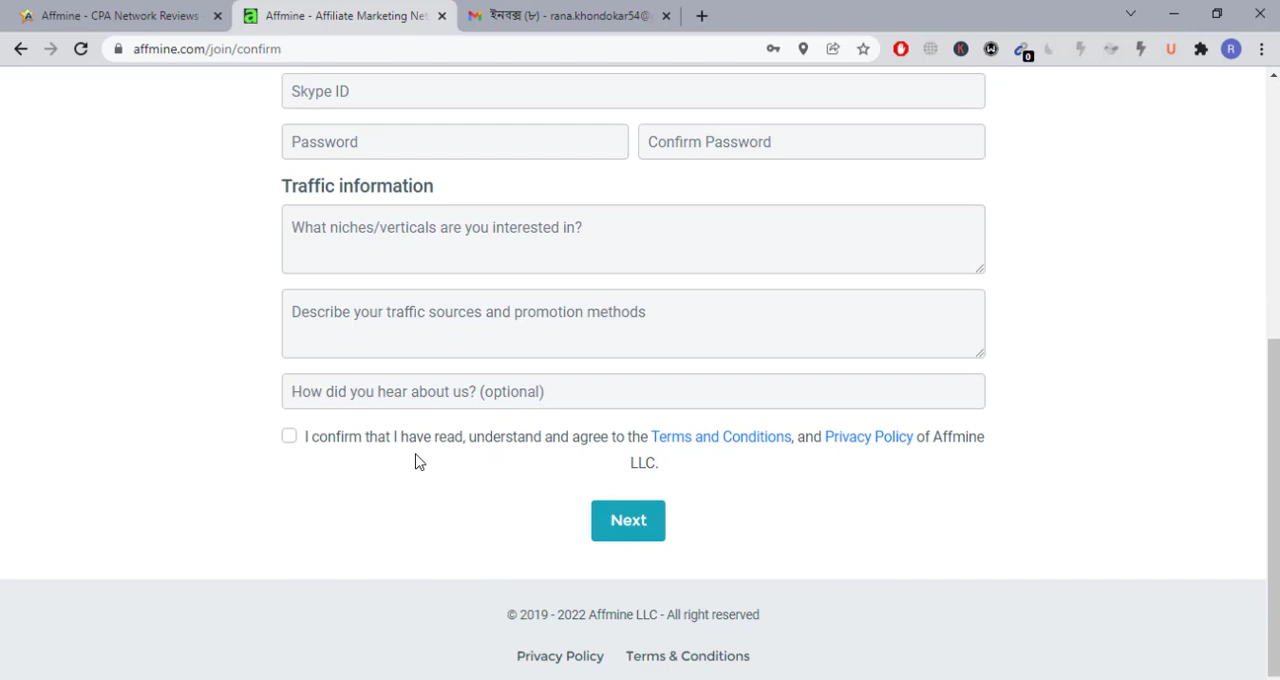 Affmine - CPA Network Reviews
Affmine - Affiliate Marketing Net
ইনবক্স (৮) - rana.khondokar54@
affmine.com/join/confirm
K
W
0
U
R
Skype ID
Password
Confirm Password
Traffic information
What niches/verticals are you interested in?
Describe your traffic sources and promotion methods
How did you hear about us? (optional)
I confirm that I have read, understand and agree to the Terms and Conditions, and Privacy Policy of Affmine
LLC.
Next
© 2019 - 2022 Affmine LLC - All right reserved
Privacy Policy
Terms & Conditions